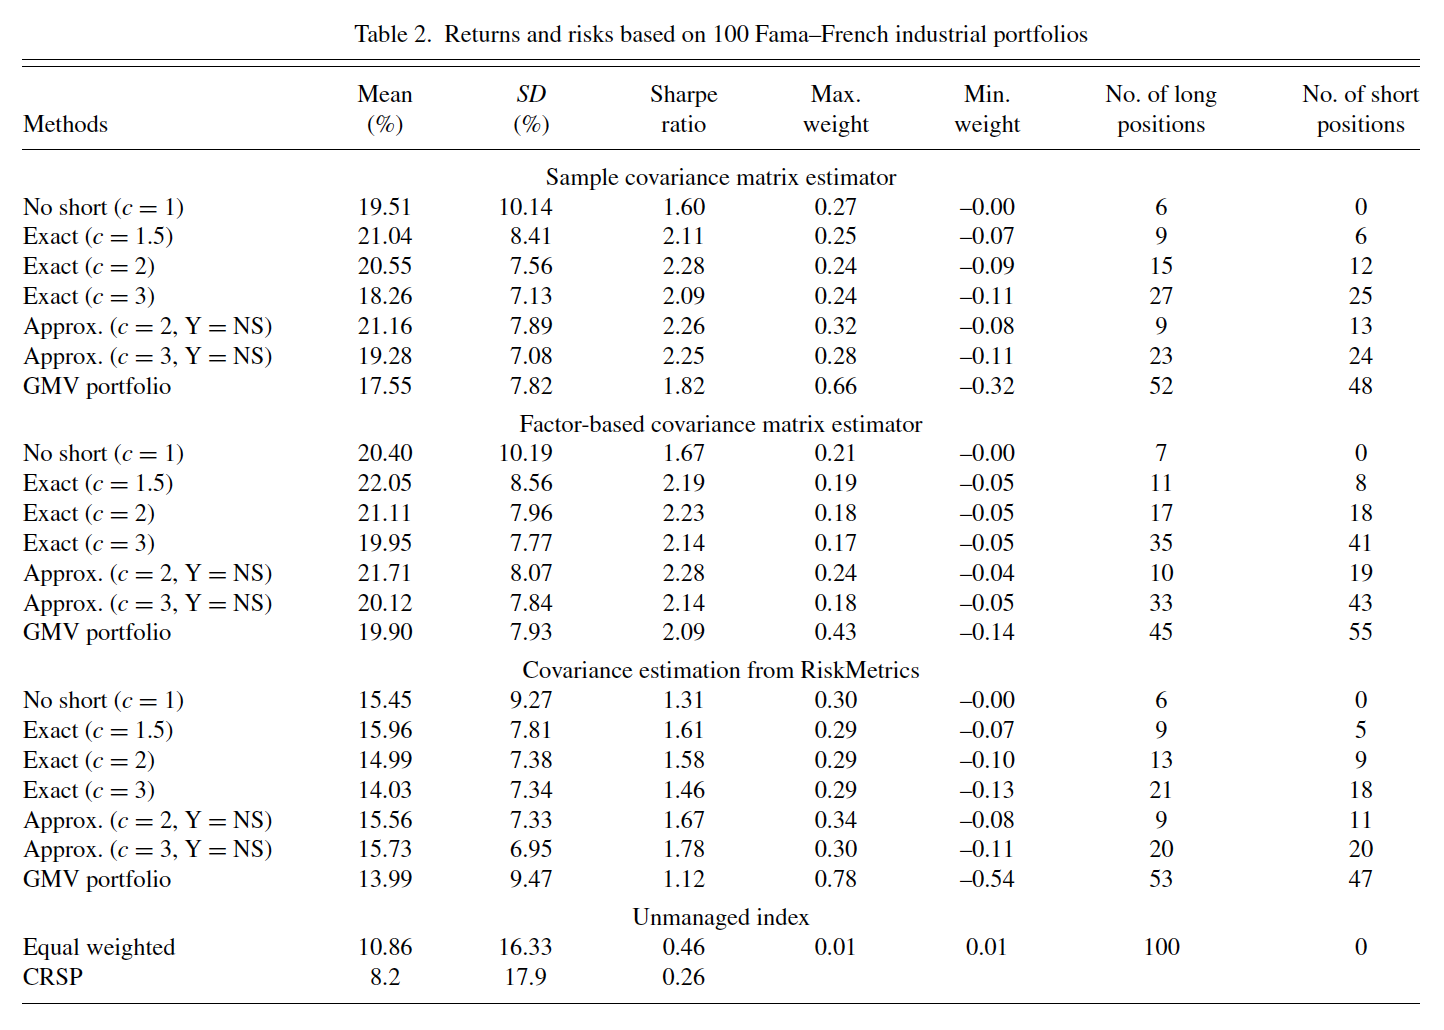 Table 2. Returns and risks based on 100 Fama–French industrial portfolios
Methods Mean (%) SD (%) Sharpe ratio Max. weight Min. weight No. of long positions No. of short positions
Sample covariance matrix estimator
No short (c = 1) 19.51 10.14 1.60 0.27 –0.00 6 0
Exact (c = 1.5) 21.04 8.41 2.11 0.25 –0.07 9 6
Exact (c = 2) 20.55 7.56 2.28 0.24 –0.09 15 12
Exact (c = 3) 18.26 7.13 2.09 0.24 –0.11 27 25
Approx. (c = 2, Y = NS) 21.16 7.89 2.26 0.32 –0.08 9 13
Approx. (c = 3, Y = NS) 19.28 7.08 2.25 0.28 –0.11 23 24
GMV portfolio 17.55 7.82 1.82 0.66 –0.32 52 48
Factor-based covariance matrix estimator
No short (c = 1) 20.40 10.19 1.67 0.21 –0.00 7 0
Exact (c = 1.5) 22.05 8.56 2.19 0.19 –0.05 11 8
Exact (c = 2) 21.11 7.96 2.23 0.18 –0.05 17 18
Exact (c = 3) 19.95 7.77 2.14 0.17 –0.05 35 41
Approx. (c = 2, Y = NS) 21.71 8.07 2.28 0.24 –0.04 10 19
Approx. (c = 3, Y = NS) 20.12 7.84 2.14 0.18 –0.05 33 43
GMV portfolio 19.90 7.93 2.09 0.43 –0.14 45 55
Covariance estimation from RiskMetrics
No short (c = 1) 15.45 9.27 1.31 0.30 –0.00 6 0
Exact (c = 1.5) 15.96 7.81 1.61 0.29 –0.07 9 5
Exact (c = 2) 14.99 7.38 1.58 0.29 –0.10 13 9
Exact (c = 3) 14.03 7.34 1.46 0.29 –0.13 21 18
Approx. (c = 2, Y = NS) 15.56 7.33 1.67 0.34 –0.08 9 11
Approx. (c = 3, Y = NS) 15.73 6.95 1.78 0.30 –0.11 20 20
GMV portfolio 13.99 9.47 1.12 0.78 –0.54 53 47
Unmanaged index
Equal weighted 10.86 16.33 0.46 0.01 0.01 100 0
CRSP 8.2 17.9 0.26